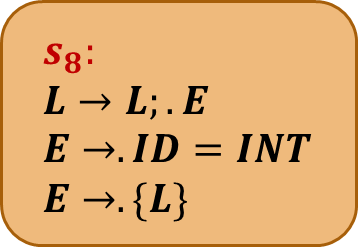 s₈:
L → L; . E
E →. ID = INT
E →. {L}